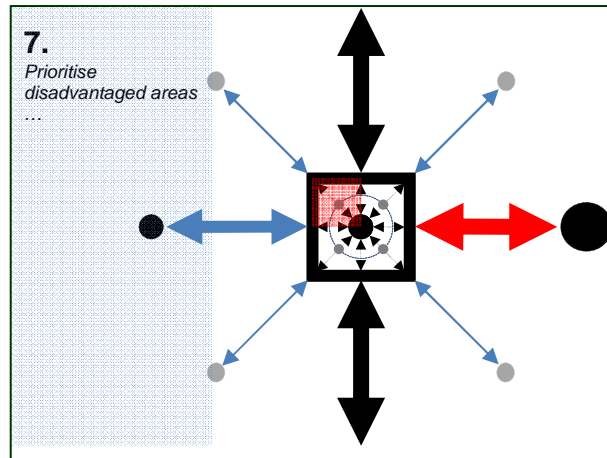 7.
Prioritise
disadvantaged areas
…